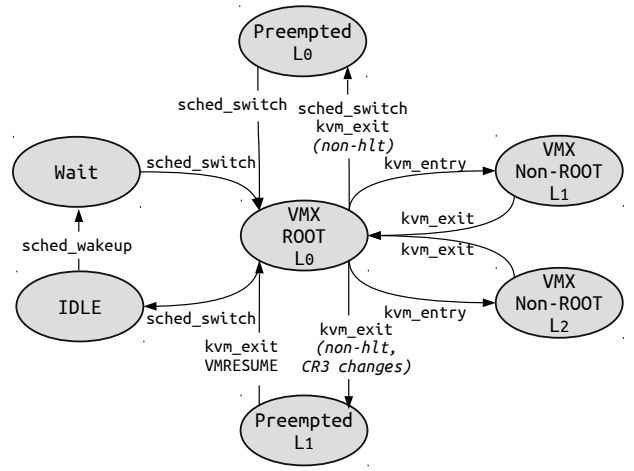 Preempted
L0
sched_switch
sched_switch
kvm_exit
(non-hlt)
Wait
sched_switch
kvm_entry
VMX
Non-ROOT
L1
VMX
ROOT
L0
kvm_exit
kvm_exit
sched_wakeup
IDLE
sched_switch
kvm_entry
VMX
Non-ROOT
L2
kvm_exit
VMRESUME
kvm_exit
(non-hlt,
CR3 changes)
Preempted
L1